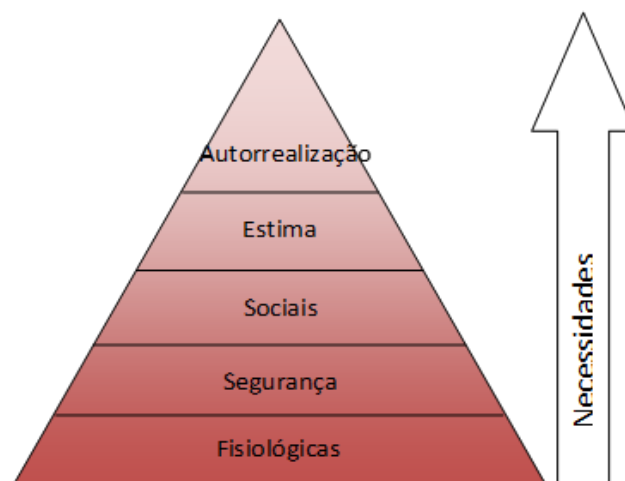 Autorrealização
Estima
Sociais
Segurança
Fisiológicas
Necessidades